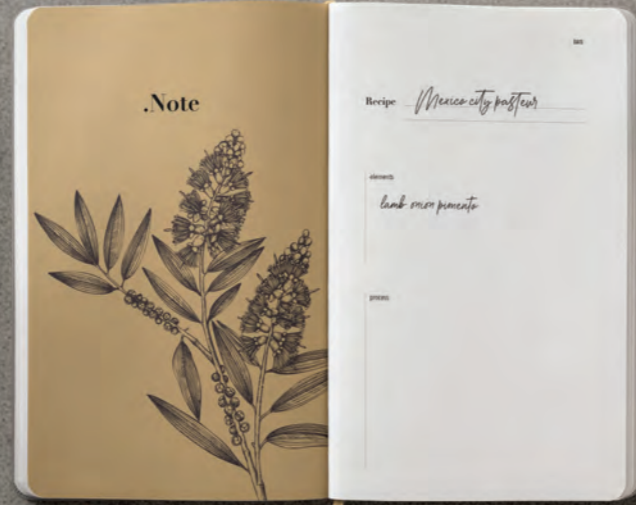 .Note
Recipe Mexico city pasteur
elements
lamb onion pimento
process